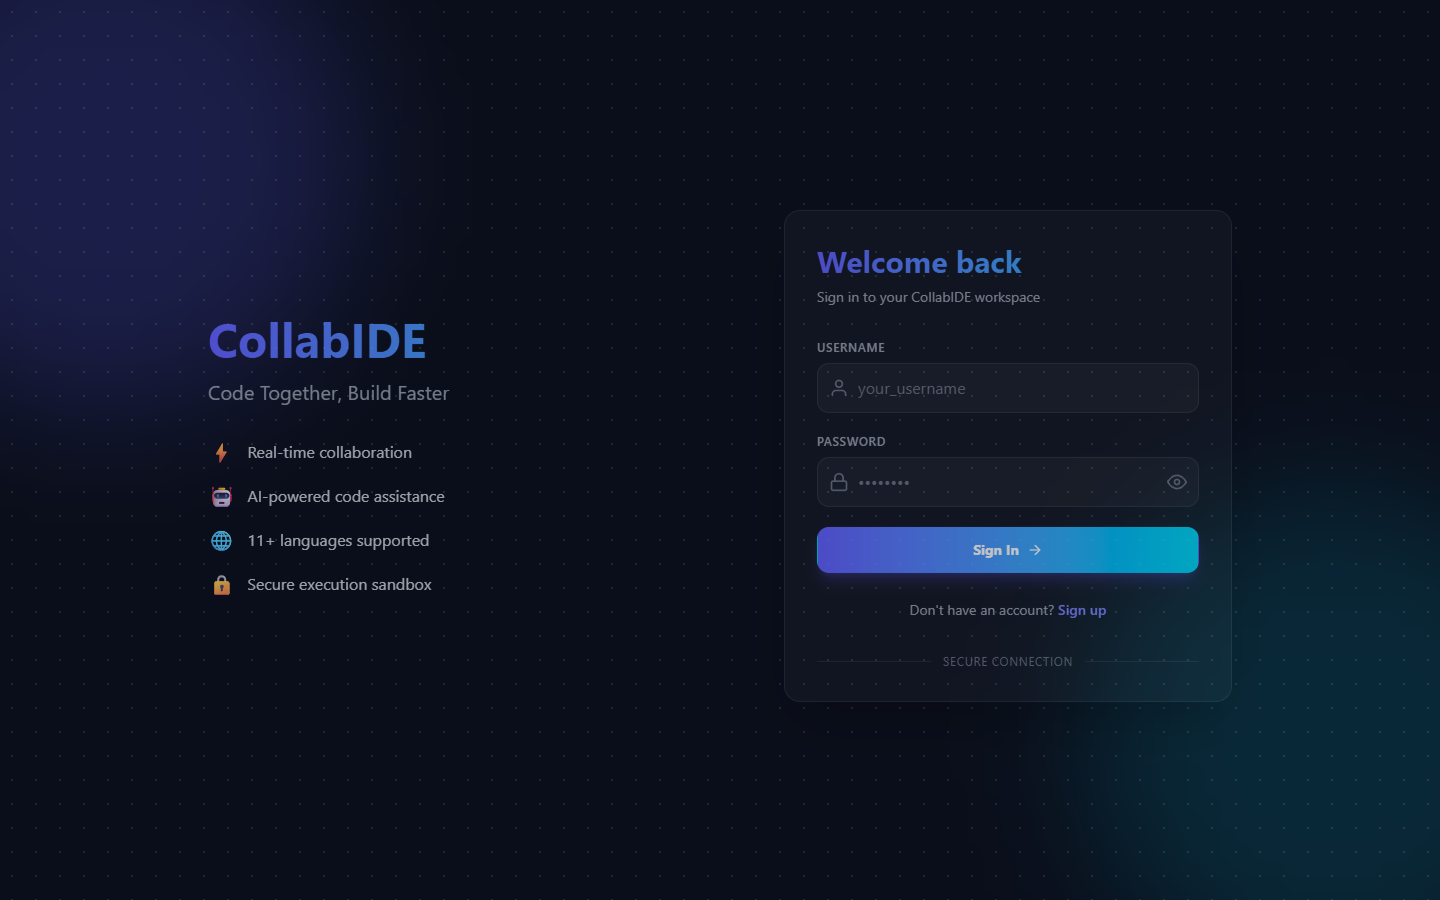 CollabIDE
Code Together, Build Faster
Real-time collaboration
AI-powered code assistance
11+ languages supported
Secure execution sandbox
Welcome back
Sign in to your CollabIDE workspace
USERNAME
your_username
PASSWORD
••••••••
Sign In →
Don't have an account? Sign up
SECURE CONNECTION